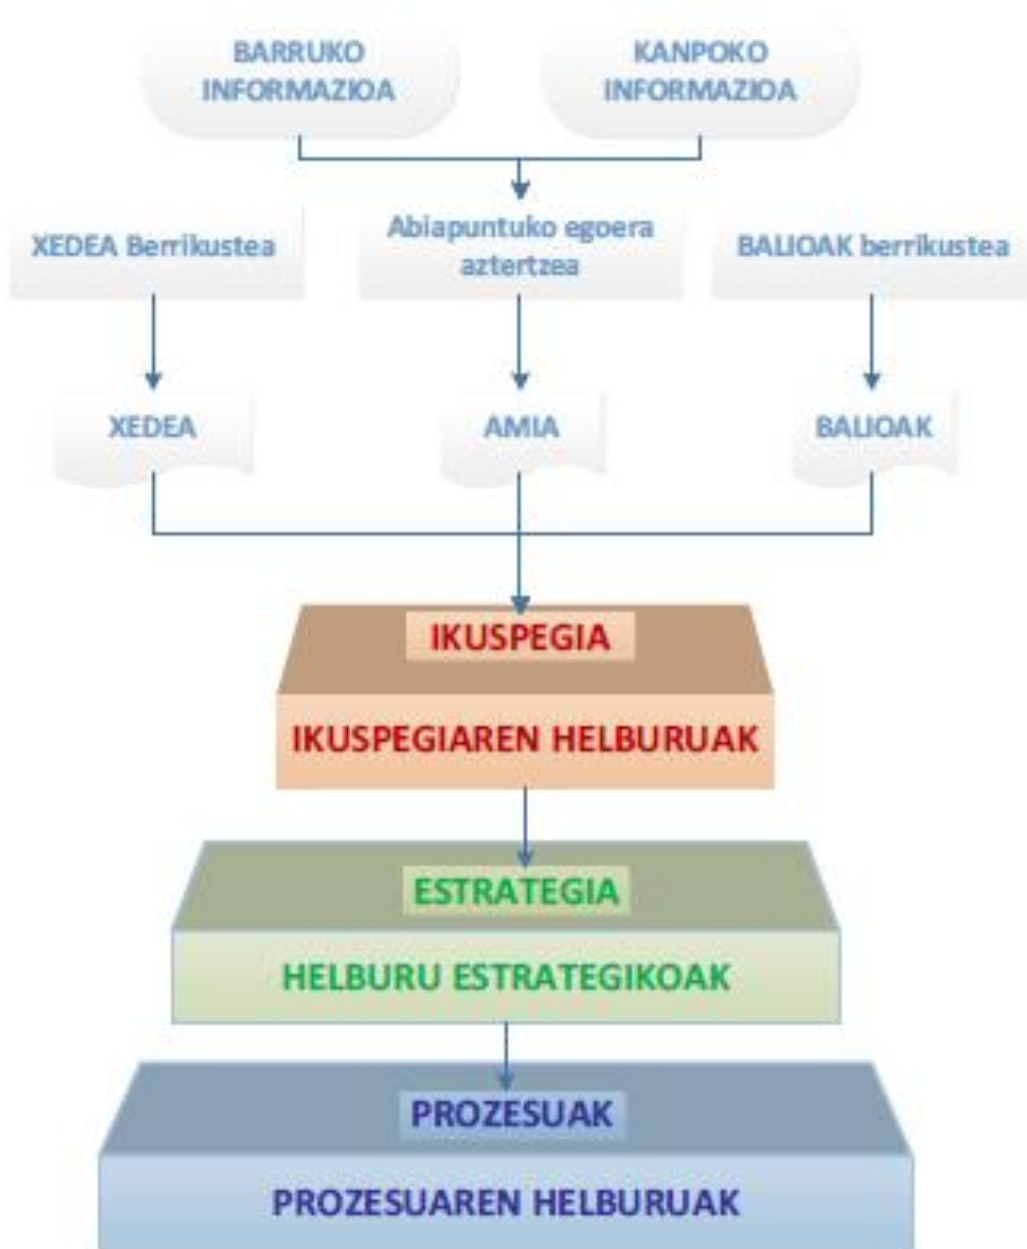 BARRUKO
INFORMAZIOA
KANPOKO
INFORMAZIOA
XEDEA Berrikustea
Abiapuntuko egoera
aztertzea
BALIOAK berrikustea
XEDEA
AMIA
BALIOAK
IKUSPEGIA
IKUSPEGIAREN HELBURUAK
ESTRATEGIA
HELBURU ESTRATEGIKOAK
PROZESUAK
PROZESUAREN HELBURUAK